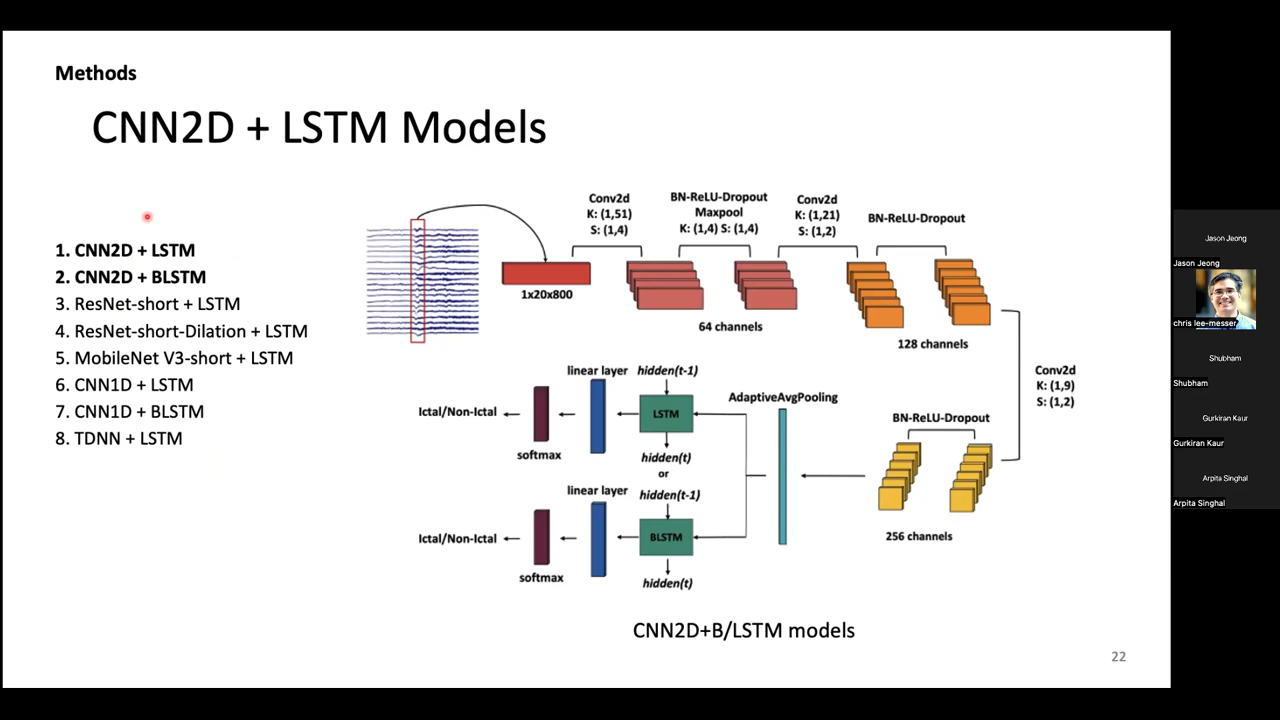 Methods
CNN2D + LSTM Models
1. CNN2D + LSTM
2. CNN2D + BLSTM
3. ResNet-short + LSTM
4. ResNet-short-Dilation + LSTM
5. MobileNet V3-short + LSTM
6. CNN1D + LSTM
7. CNN1D + BLSTM
8. TDNN + LSTM
1x20x800
Conv2d
K: (1,51)
S: (1,4)
BN-ReLU-Dropout
Maxpool
K: (1,4) S: (1,4)
64 channels
Conv2d
K: (1,21)
S: (1,2)
BN-ReLU-Dropout
128 channels
Conv2d
K: (1,9)
S: (1,2)
BN-ReLU-Dropout
256 channels
AdaptiveAvgPooling
hidden(t-1)
LSTM
hidden(t)
linear layer
softmax
Ictal/Non-Ictal
or
hidden(t-1)
BLSTM
hidden(t)
linear layer
softmax
Ictal/Non-Ictal
CNN2D+B/LSTM models
22
Jason Jeong
Jason Jeong
chris lee-messer
Shubham
Shubham
Gurkiran Kaur
Gurkiran Kaur
Arpita Singhal
Arpita Singhal